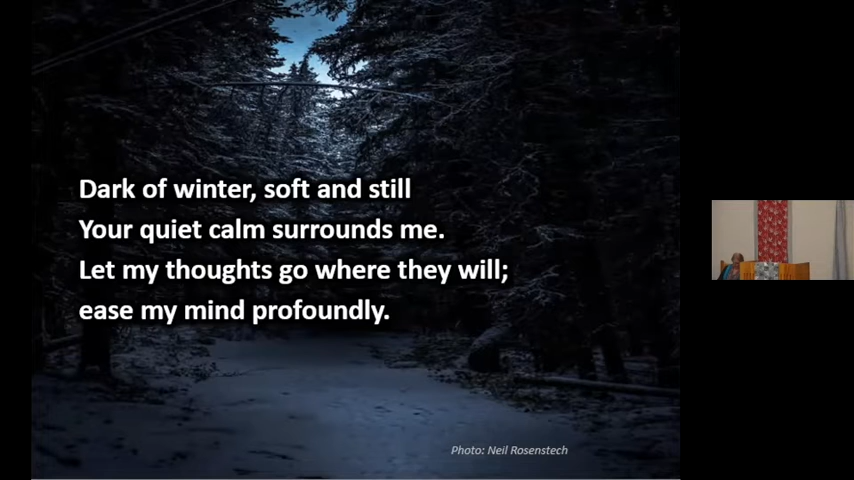 Dark of winter, soft and still
Your quiet calm surrounds me.
Let my thoughts go where they will;
ease my mind profoundly.
Photo: Neil Rosenstech